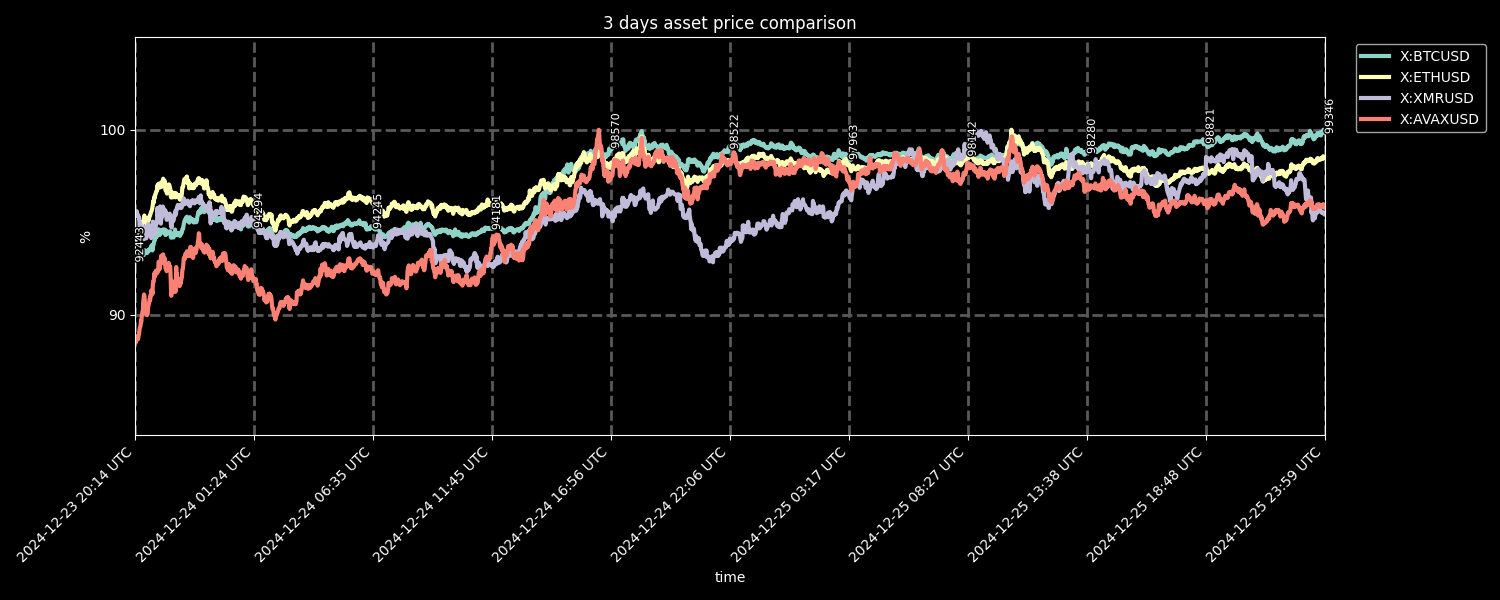 3 days asset price comparison
X:BTCUSD
X:ETHUSD
X:XMRUSD
X:AVAXUSD
100
90
%
92443
94294
94245
94181
98570
98522
97963
98142
98280
98821
99346
2024-12-23 20:14 UTC
2024-12-24 01:24 UTC
2024-12-24 06:35 UTC
2024-12-24 11:45 UTC
2024-12-24 16:56 UTC
2024-12-24 22:06 UTC
2024-12-25 03:17 UTC
2024-12-25 08:27 UTC
2024-12-25 13:38 UTC
2024-12-25 18:48 UTC
2024-12-25 23:59 UTC
time